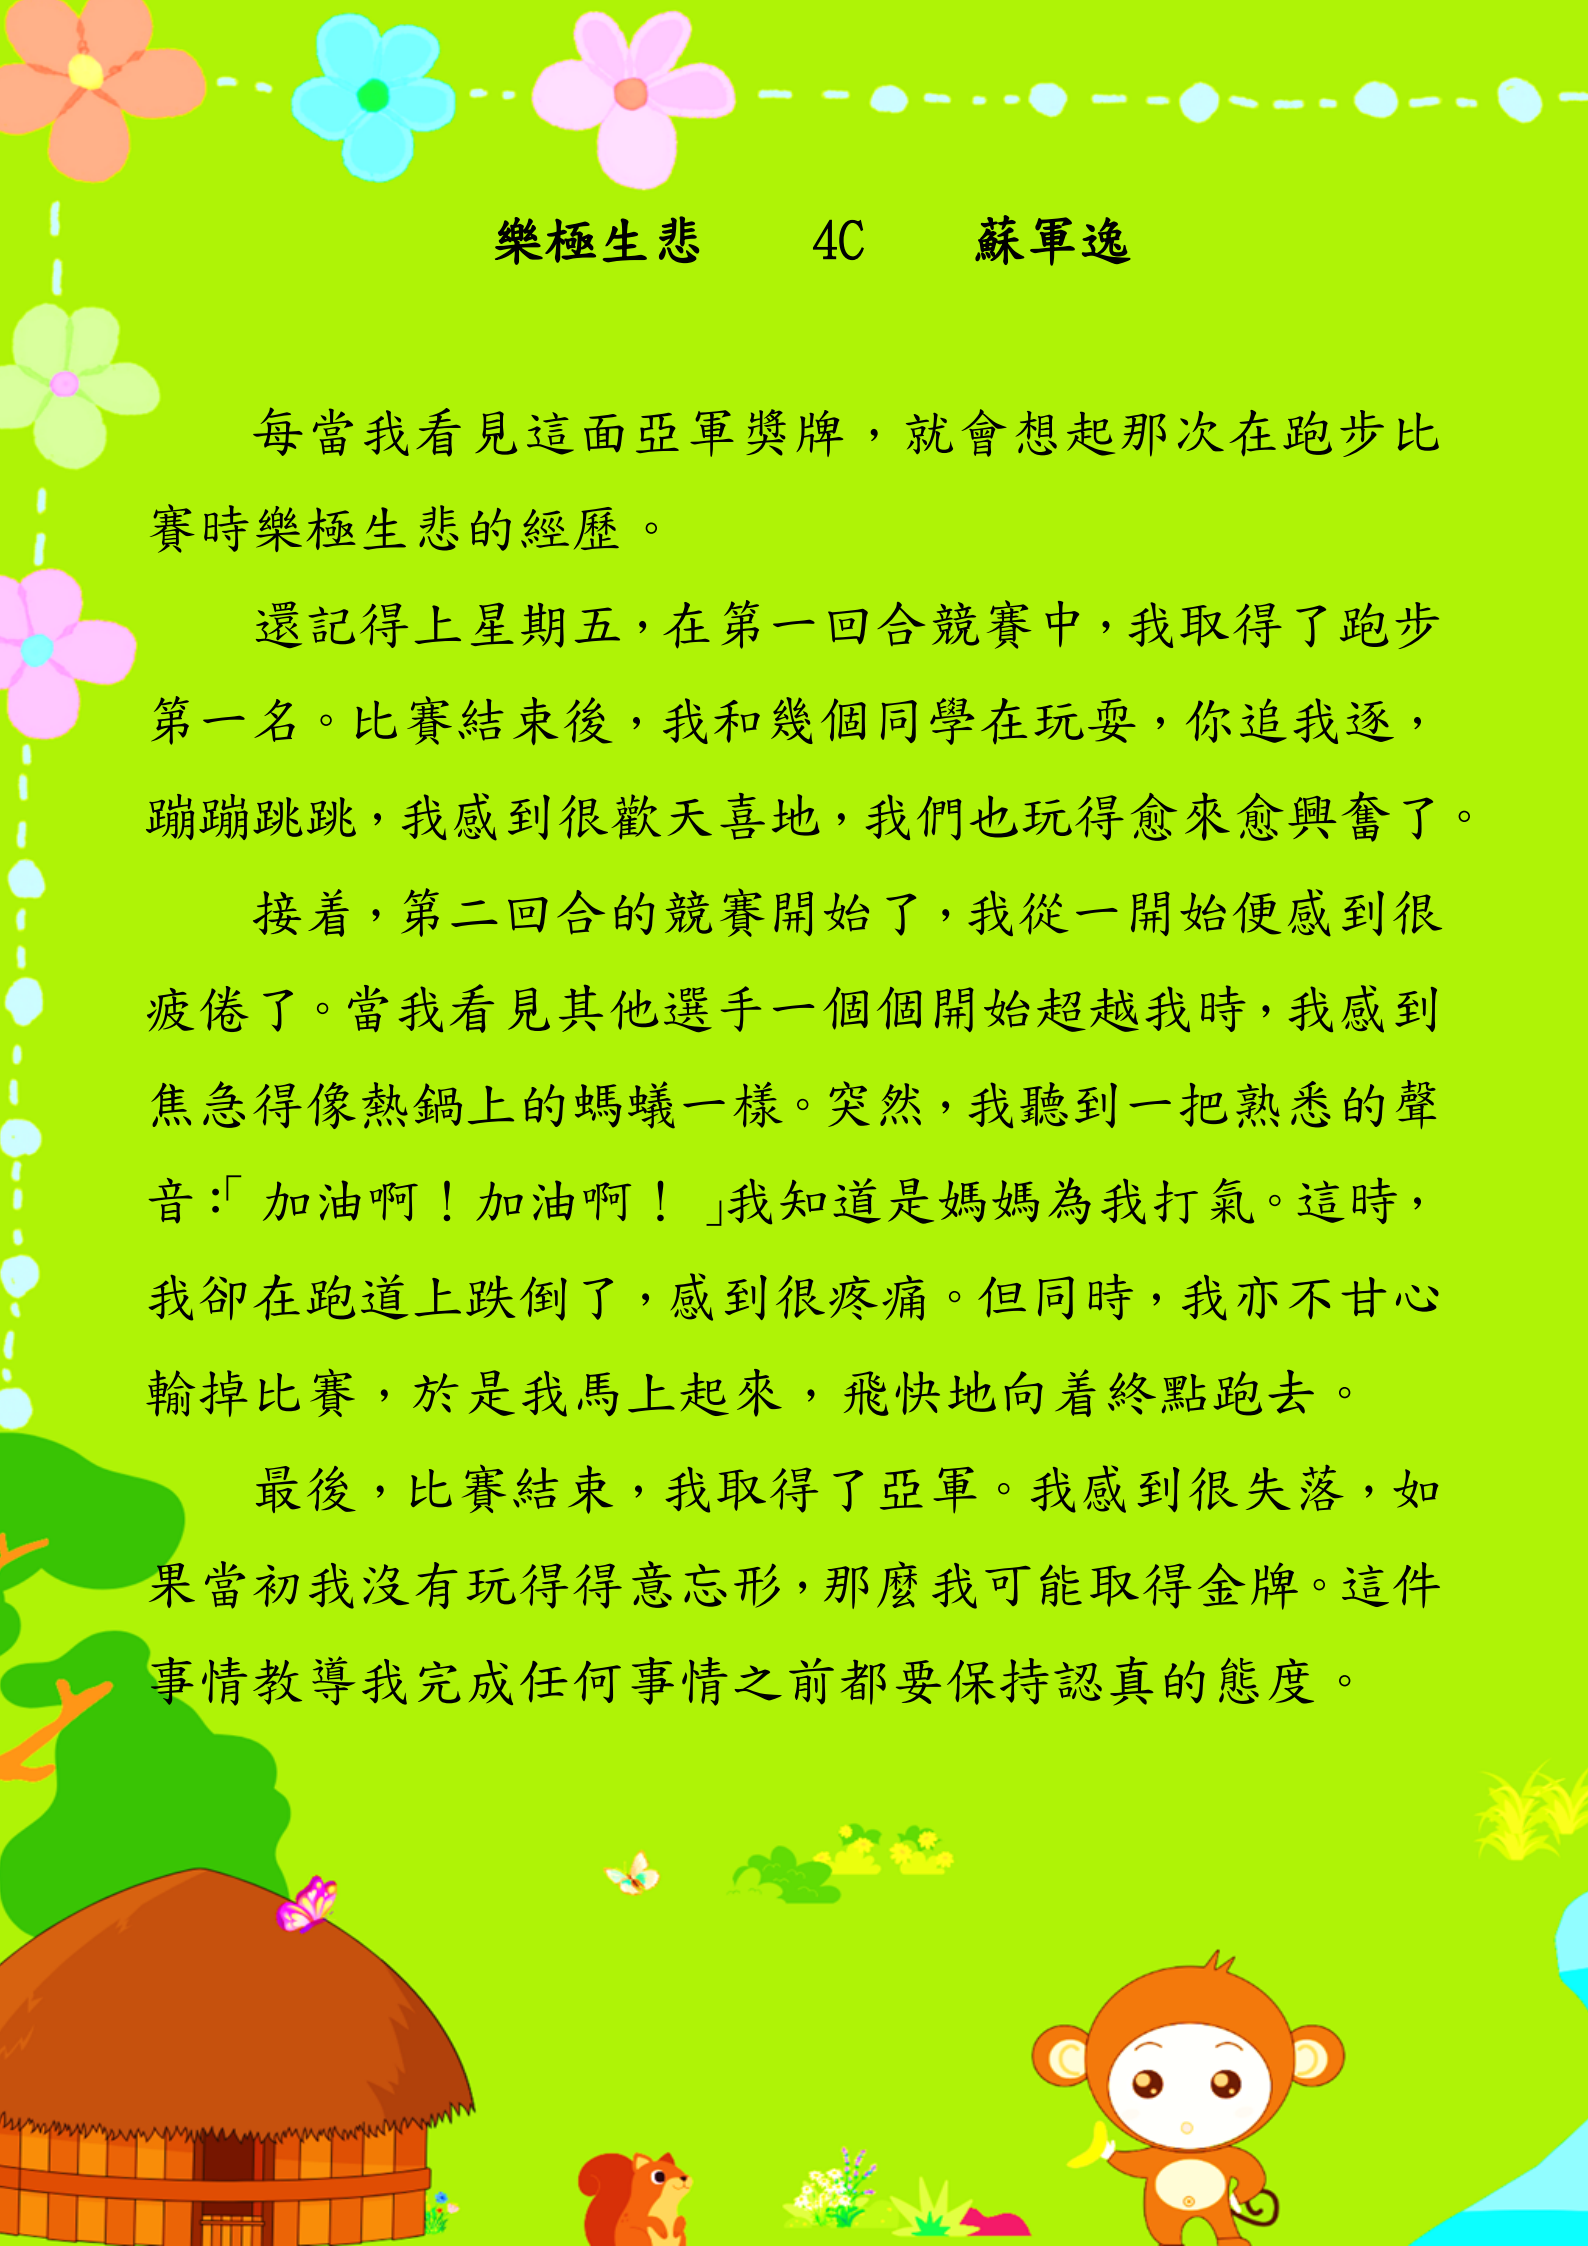 樂極生悲 4C 蘇軍逸
每當我看見這面亞軍獎牌，就會想起那次在跑步比
賽時樂極生悲的經歷。
還記得上星期五，在第一回合競賽中，我取得了跑步
第一名。比賽結束後，我和幾個同學在玩耍，你追我逐，
蹦蹦跳跳，我感到很歡天喜地，我們也玩得愈來愈興奮了。
接着，第二回合的競賽開始了，我從一開始便感到很
疲倦了。當我看見其他選手一個個開始超越我時，我感到
焦急得像熱鍋上的螞蟻一樣。突然，我聽到一把熟悉的聲
音：「加油啊！加油啊！」我知道是媽媽為我打氣。這時，
我卻在跑道上跌倒了，感到很疼痛。但同時，我亦不甘心
輸掉比賽，於是我馬上起來，飛快地向着終點跑去。
最後，比賽結束，我取得了亞軍。我感到很失落，如
果當初我沒有玩得得意忘形，那麼我可能取得金牌。這件
事情教導我完成任何事情之前都要保持認真的態度。